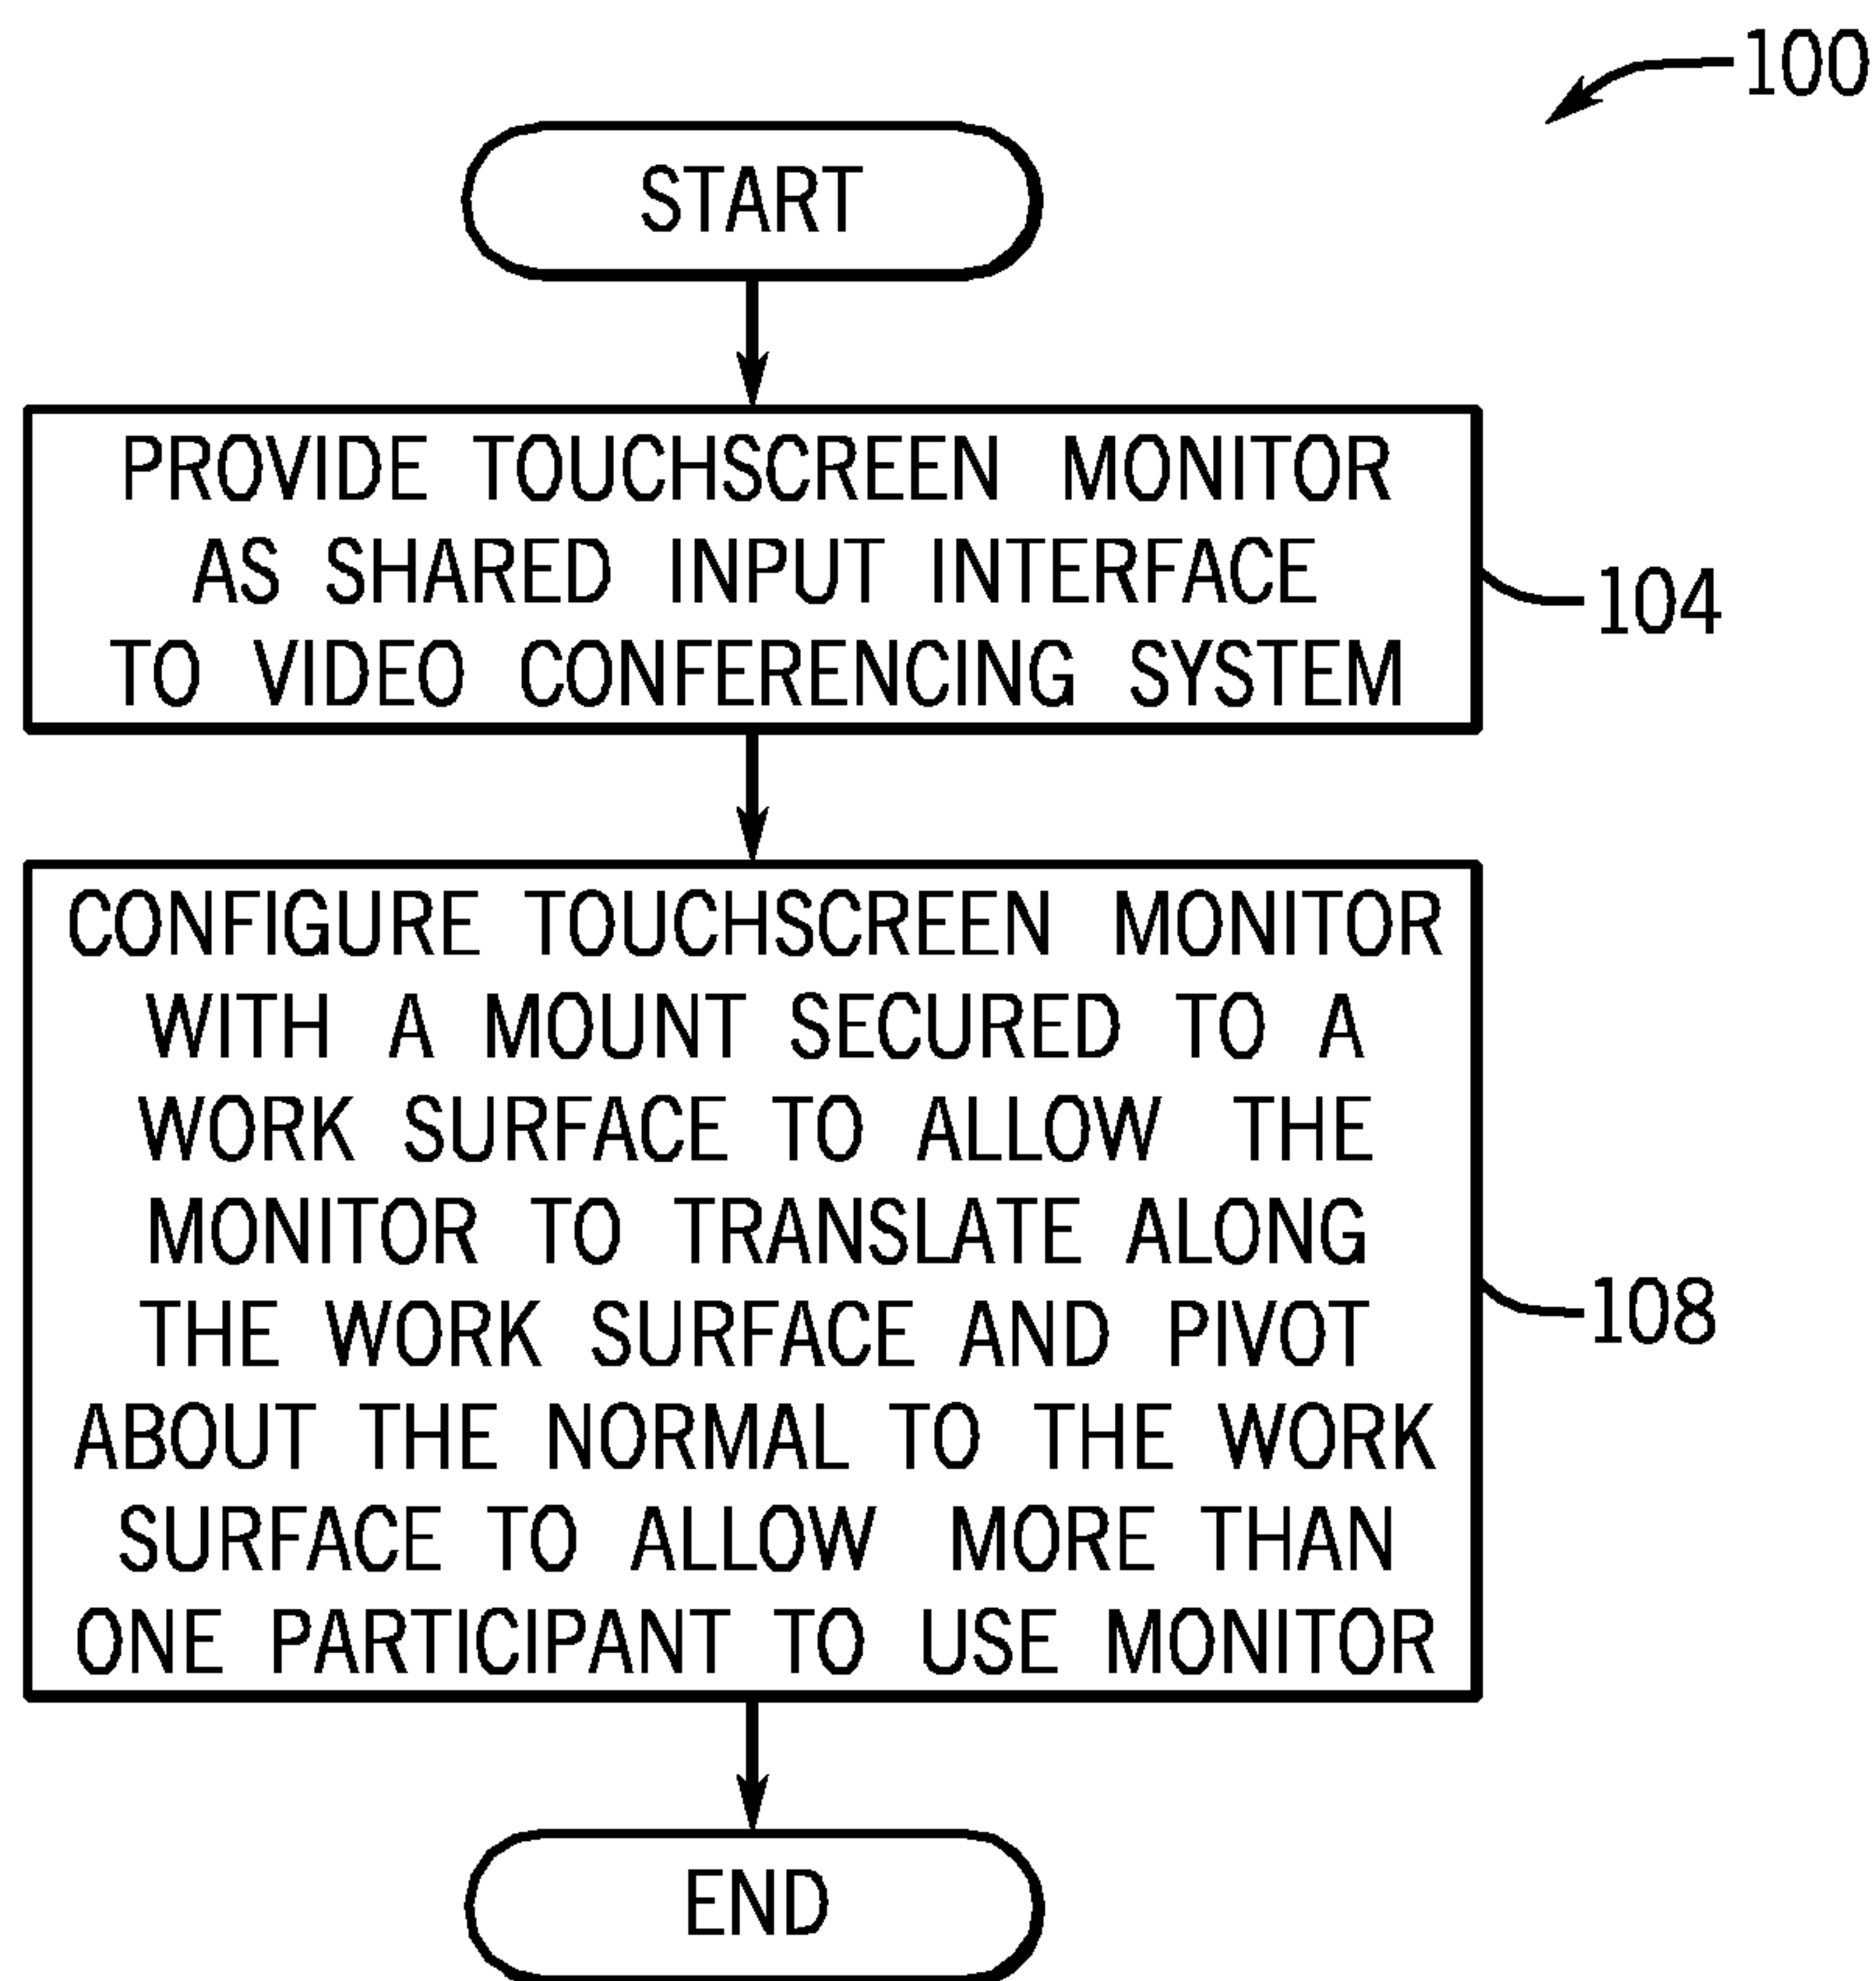 100
START
PROVIDE TOUCHSCREEN MONITOR
AS SHARED INPUT INTERFACE
TO VIDEO CONFERENCING SYSTEM
104
CONFIGURE TOUCHSCREEN MONITOR
WITH A MOUNT SECURED TO A
WORK SURFACE TO ALLOW THE
MONITOR TO TRANSLATE ALONG
THE WORK SURFACE AND PIVOT
ABOUT THE NORMAL TO THE WORK
SURFACE TO ALLOW MORE THAN
ONE PARTICIPANT TO USE MONITOR
108
END